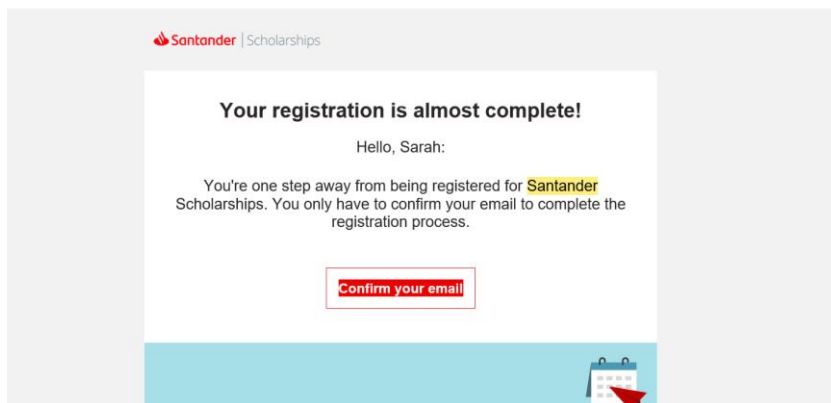 Santander | Scholarships
Your registration is almost complete!
Hello, Sarah:
You're one step away from being registered for Santander
Scholarships. You only have to confirm your email to complete the
registration process.
Confirm your email